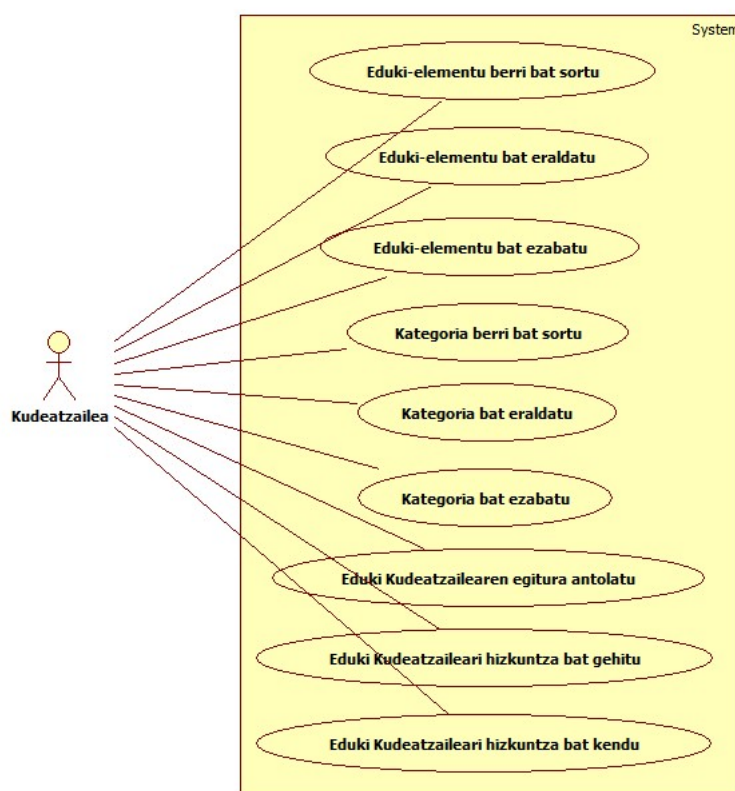 System
Eduki-elementu berri bat sortu
Eduki-elementu bat eraldatu
Eduki-elementu bat ezabatu
Kategoria berri bat sortu
Kudeatzailea
Kategoria bat eraldatu
Kategoria bat ezabatu
Eduki Kudeatzailearen egitura antolatu
Eduki Kudeatzaileari hizkuntza bat gehitu
Eduki Kudeatzaileari hizkuntza bat kendu